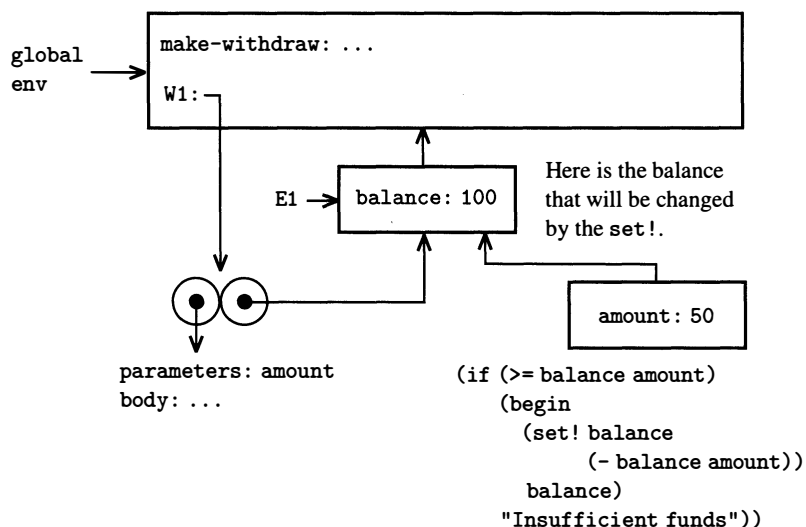 make-withdraw: ...
global
env
W1:
Here is the balance
that will be changed
by the set!.
E1
balance: 100
amount: 50
parameters: amount
body: ...
(if (>= balance amount)
(begin
(set! balance
(- balance amount))
balance)
"Insufficient funds"))